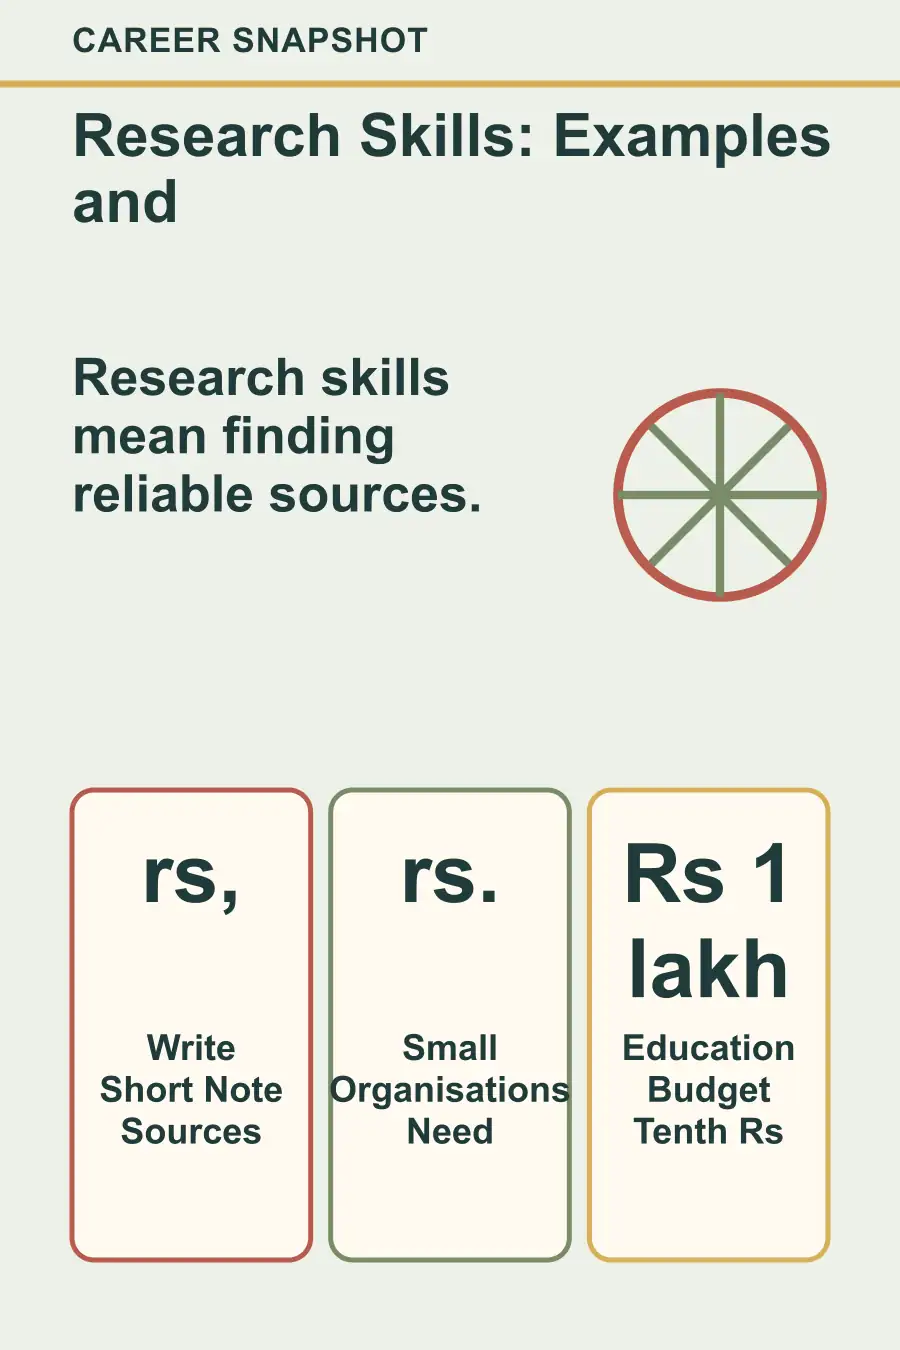 CAREER SNAPSHOT
Research Skills: Examples
and
Research skills
mean finding
reliable sources.
rs,
Write
Short Note
Sources
rs.
Small
Organisations
Need
Rs 1
lakh
Education
Budget
Tenth Rs